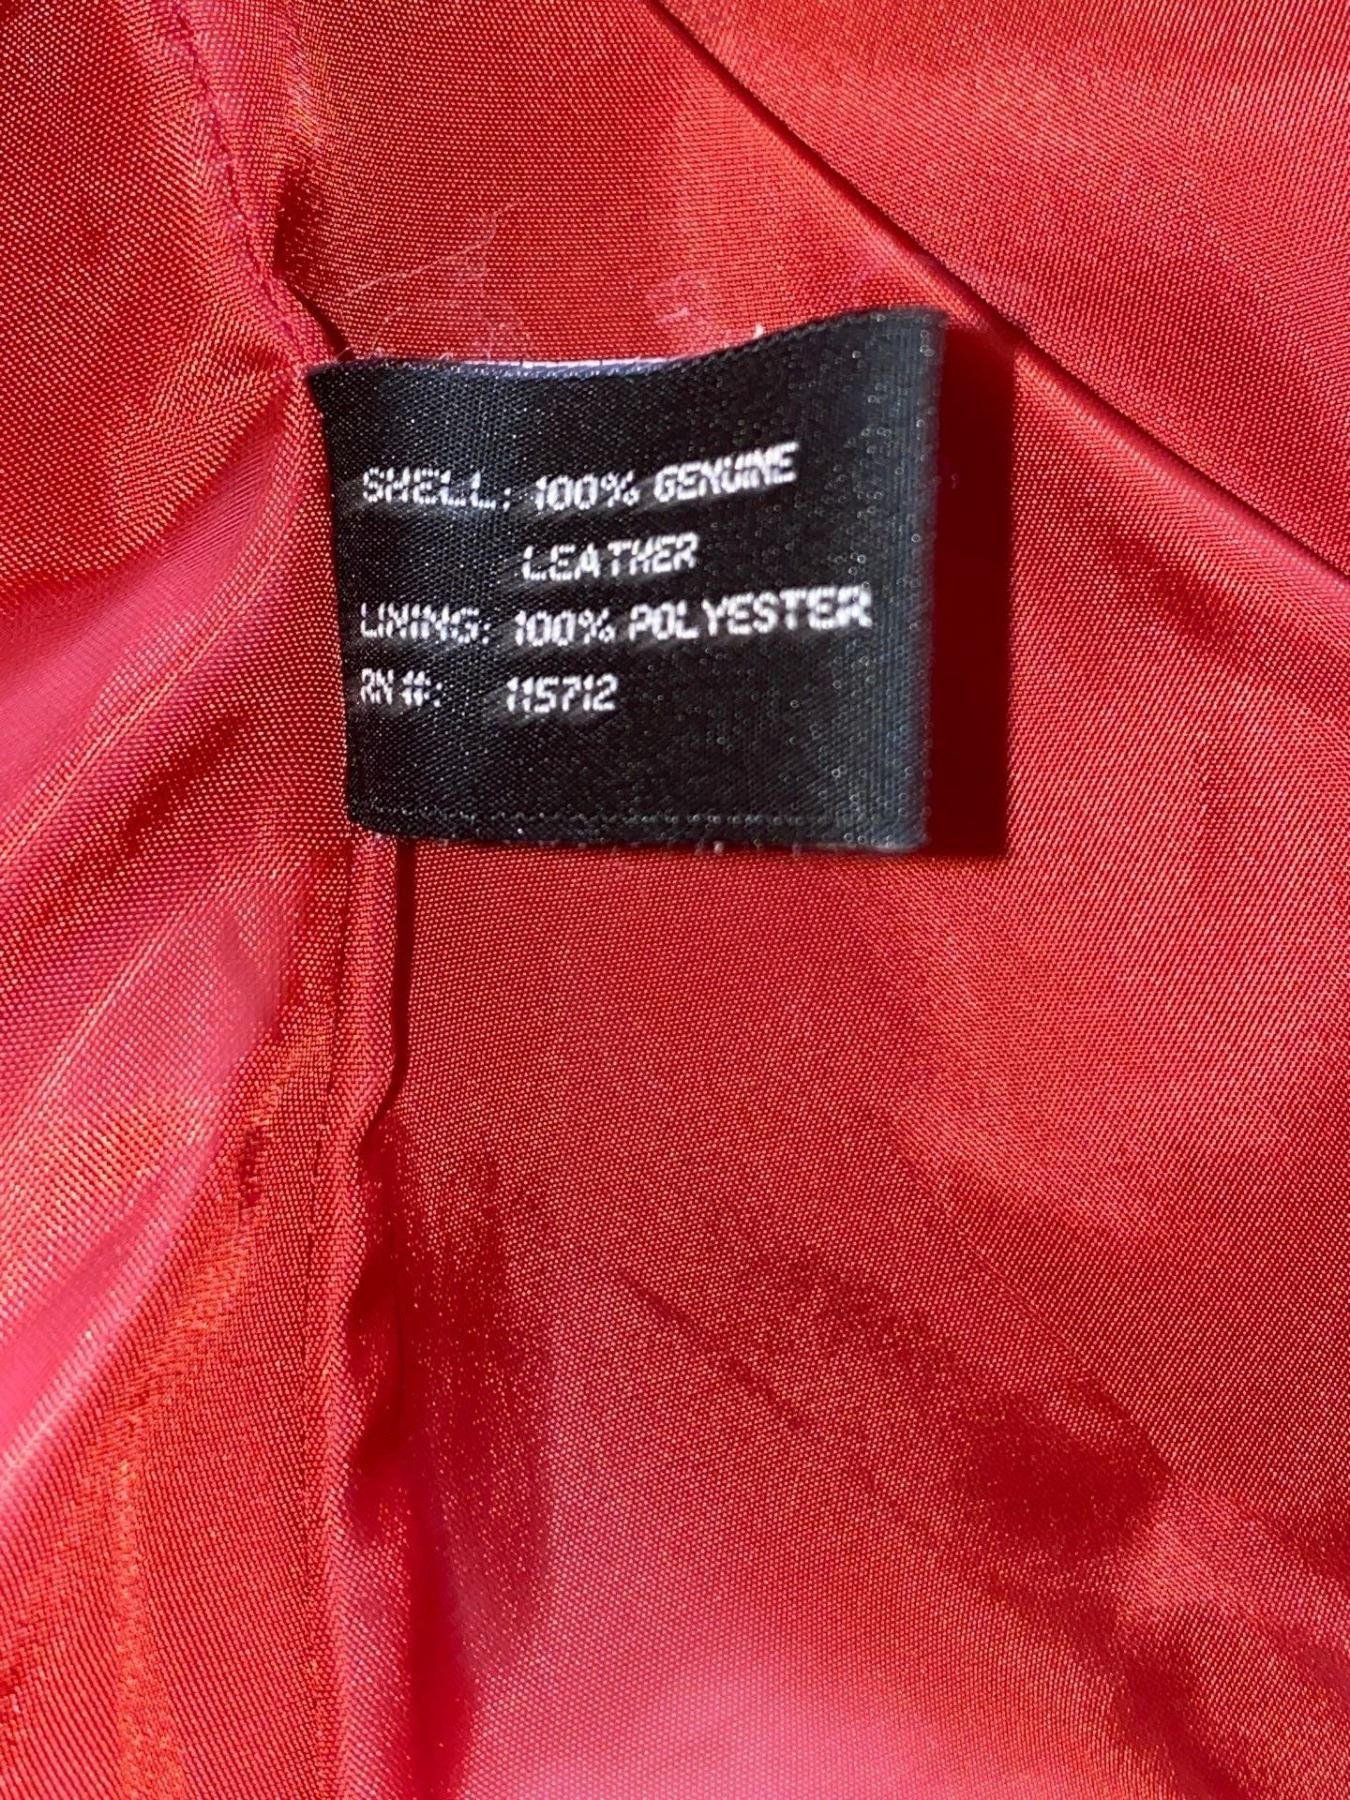 SHELL: 100% GENUINE
LEATHER
LINING: 100% POLYESTER
RN #: 115712